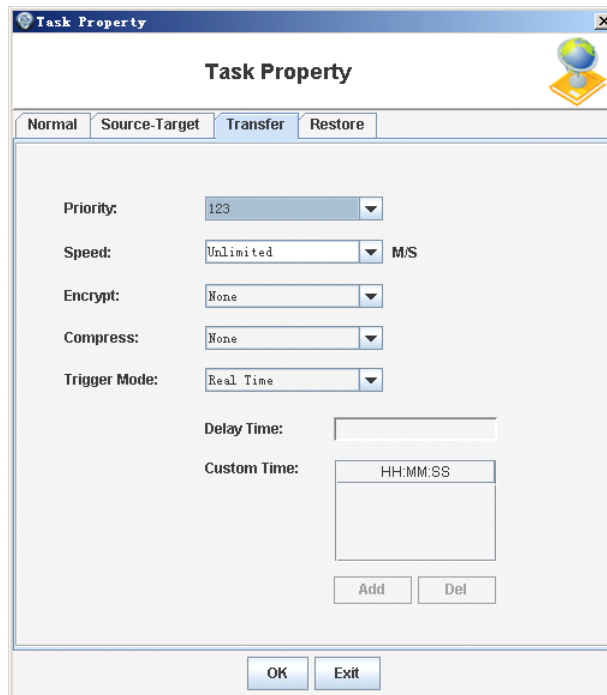 Task Property
Task Property
Normal Source-Target Transfer Restore
Priority: 123
Speed: Unlimited M/S
Encrypt: None
Compress: None
Trigger Mode: Real Time
Delay Time:
Custom Time: HH:MM:SS
Add Del
OK Exit